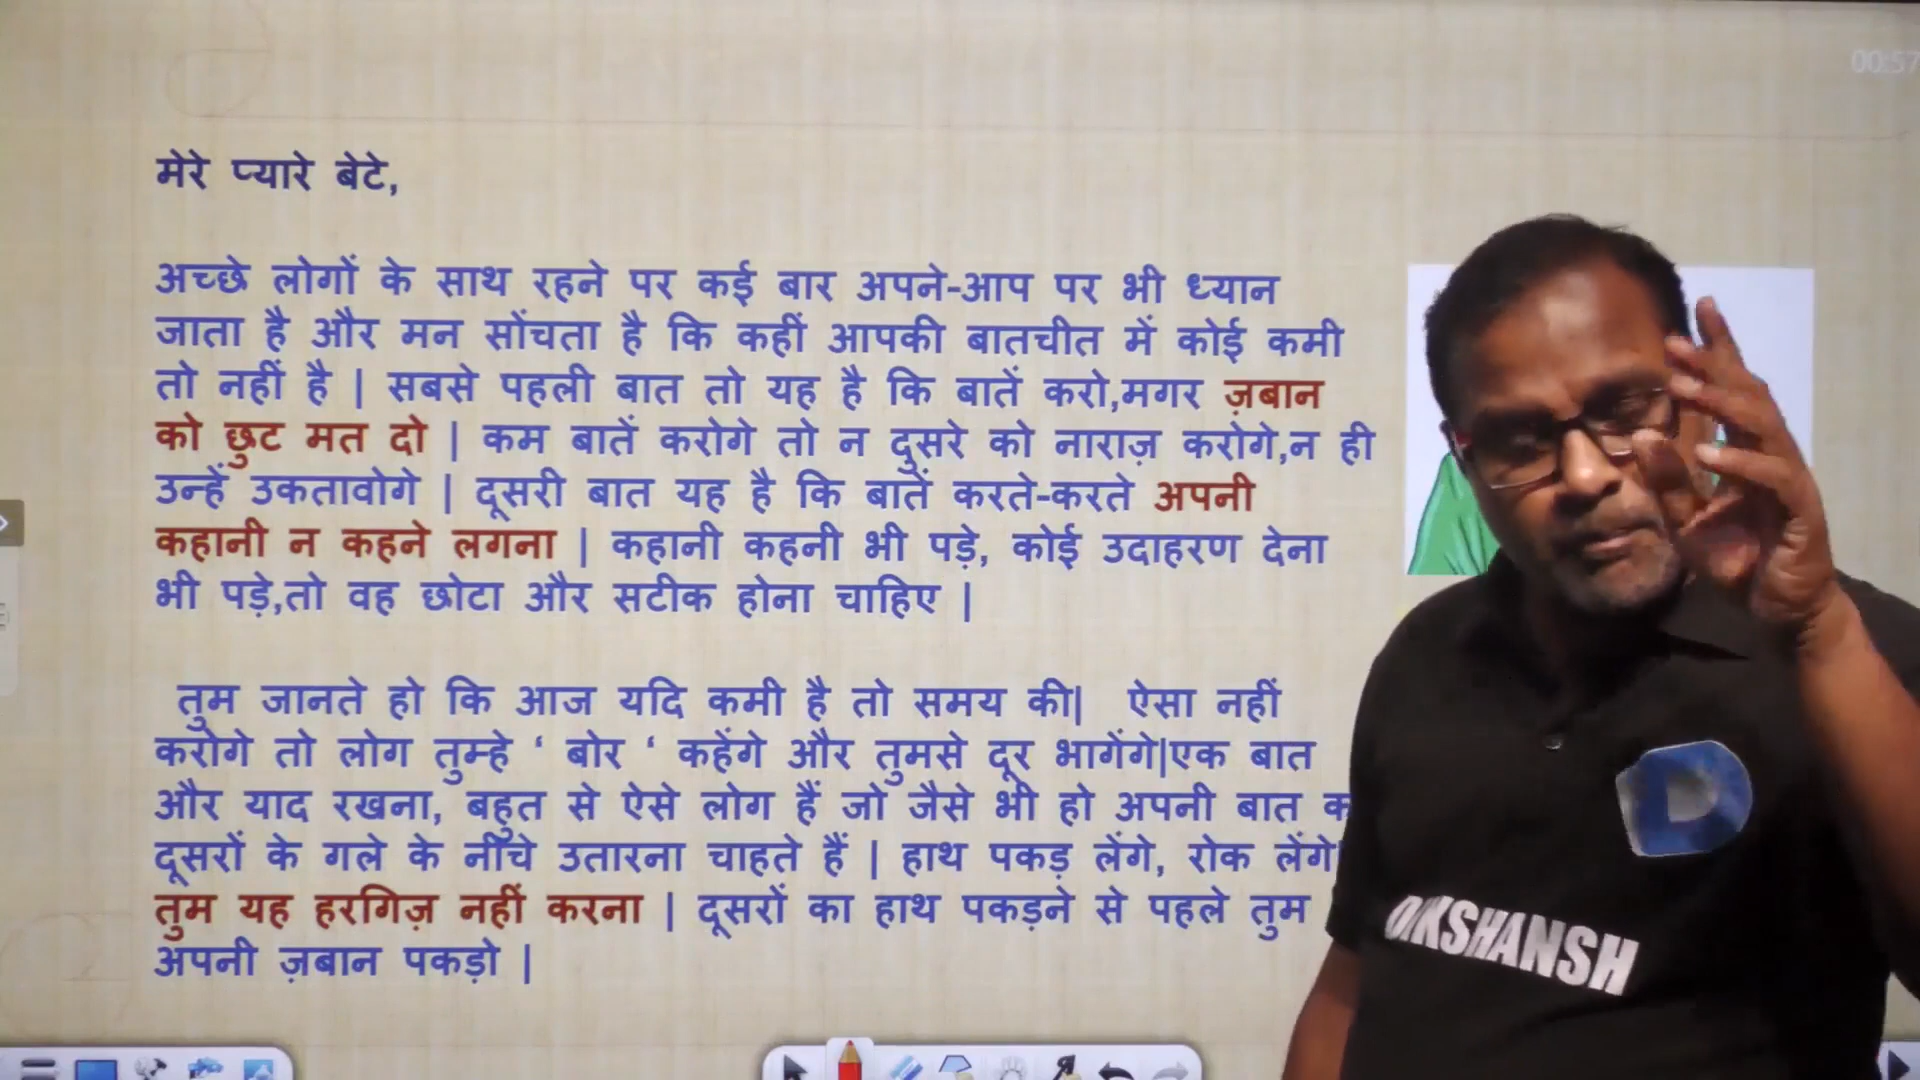 00:57
मेरे प्यारे बेटे,
अच्छे लोगों के साथ रहने पर कई बार अपने-आप पर भी ध्यान
जाता है और मन सोंचता है कि कहीं आपकी बातचीत में कोई कमी
तो नहीं है | सबसे पहली बात तो यह है कि बातें करो,मगर ज़बान
को छुट मत दो | कम बातें करोगे तो न दुसरे को नाराज़ करोगे,न ही
उन्हें उकतावोगे | दूसरी बात यह है कि बातें करते-करते अपनी
कहानी न कहने लगना | कहानी कहनी भी पड़े, कोई उदाहरण देना
भी पड़े,तो वह छोटा और सटीक होना चाहिए |
तुम जानते हो कि आज यदि कमी है तो समय की| ऐसा नहीं
करोगे तो लोग तुम्हे ‘ बोर ‘ कहेंगे और तुमसे दूर भागेंगे|एक बात
और याद रखना, बहुत से ऐसे लोग हैं जो जैसे भी हो अपनी बात
दूसरों के गले के नीचे उतारना चाहते हैं | हाथ पकड़ लेंगे, रोक लेंगे|
तुम यह हरगिज़ नहीं करना | दूसरों का हाथ पकड़ने से पहले तुम
अपनी ज़बान पकड़ो |
D
DIKSHANSH